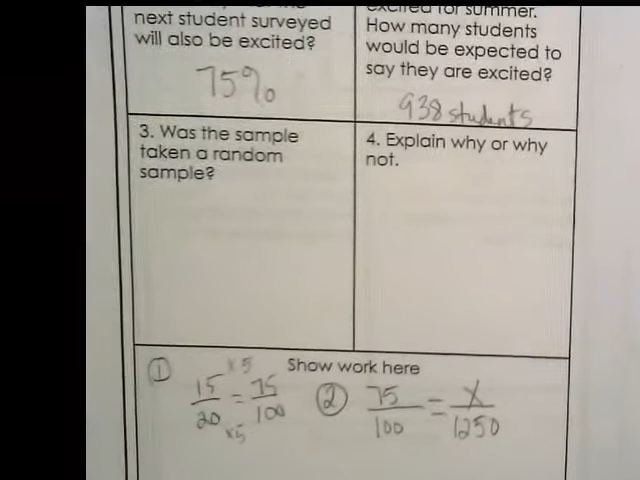 next student surveyed
will also be excited?
75%
excited for summer.
How many students
would be expected to
say they are excited?
938 students
3. Was the sample
taken a random
sample?
4. Explain why or why
not.
Show work here
① 15/20 = 75/100
x5
x5
② 75/100 = x/1250